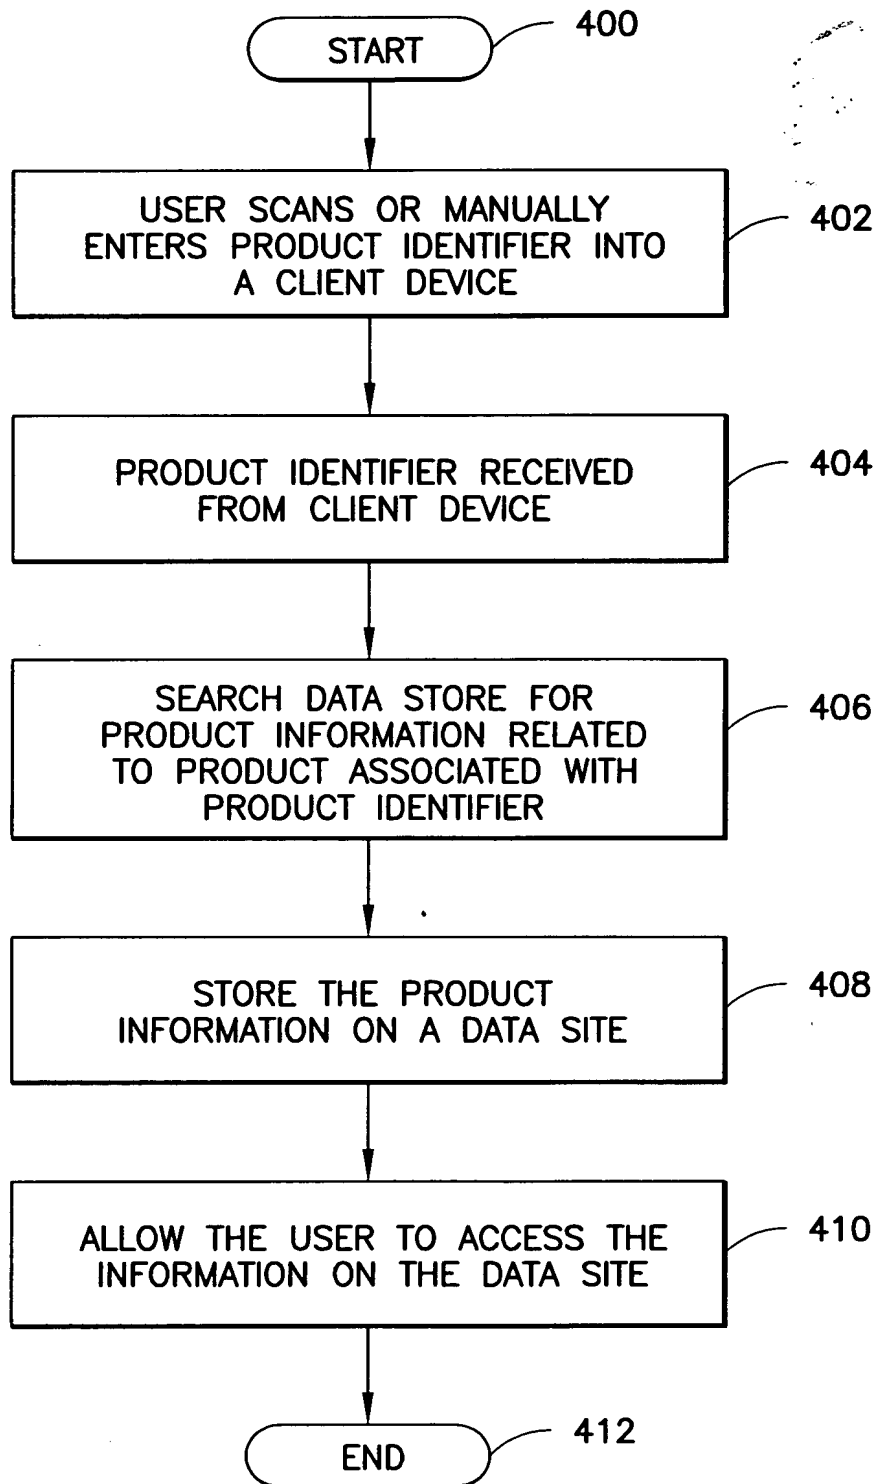 START
400
USER SCANS OR MANUALLY
ENTERS PRODUCT IDENTIFIER INTO
A CLIENT DEVICE
402
PRODUCT IDENTIFIER RECEIVED
FROM CLIENT DEVICE
404
SEARCH DATA STORE FOR
PRODUCT INFORMATION RELATED
TO PRODUCT ASSOCIATED WITH
PRODUCT IDENTIFIER
406
STORE THE PRODUCT
INFORMATION ON A DATA SITE
408
ALLOW THE USER TO ACCESS THE
INFORMATION ON THE DATA SITE
410
END
412